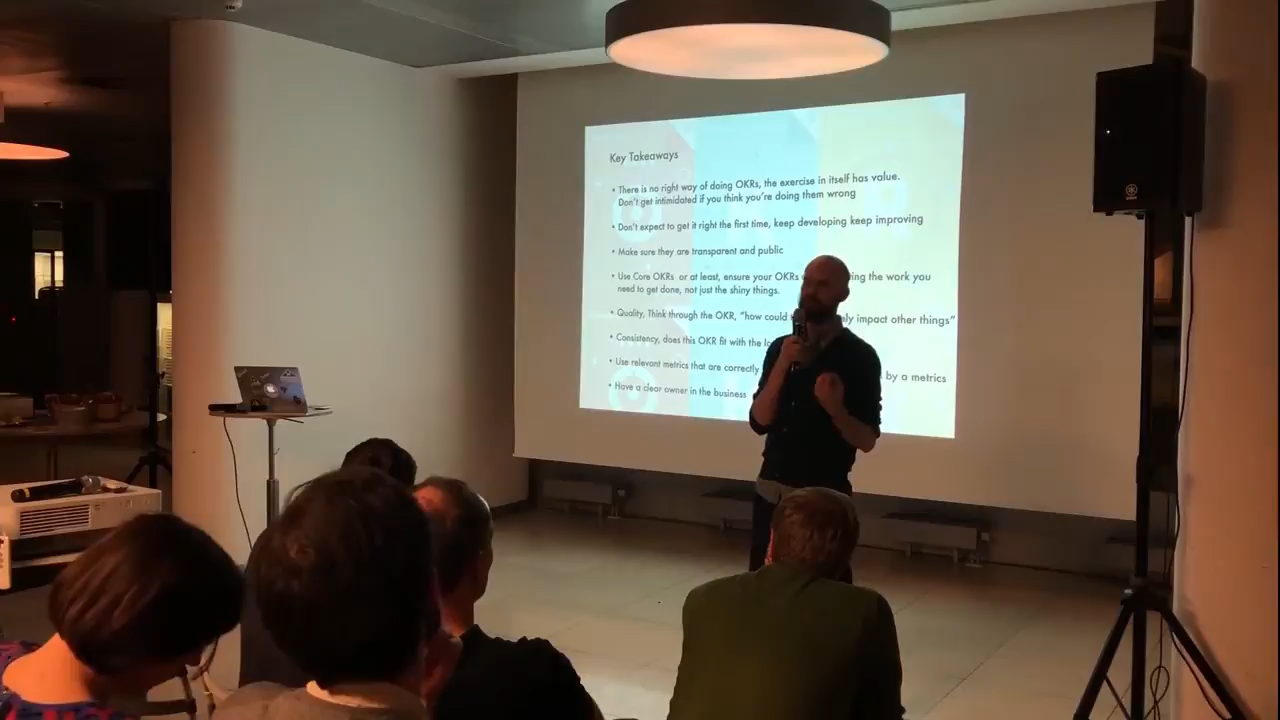 Key Takeaways
• There is no right way of doing OKRs, the exercise in itself has value.
Don't get intimidated if you think you're doing them wrong
• Don't expect to get it right the first time, keep developing keep improving
• Make sure they are transparent and public
• Use Core OKRs or at least, ensure your OKRs ing the work you
need to get done, not just the shiny things.
• Quality, Think through the OKR, "how could ely impact other things"
• Consistency, does this OKR fit with the
• Use relevant metrics that are correctly by a metrics
• Have a clear owner in the business